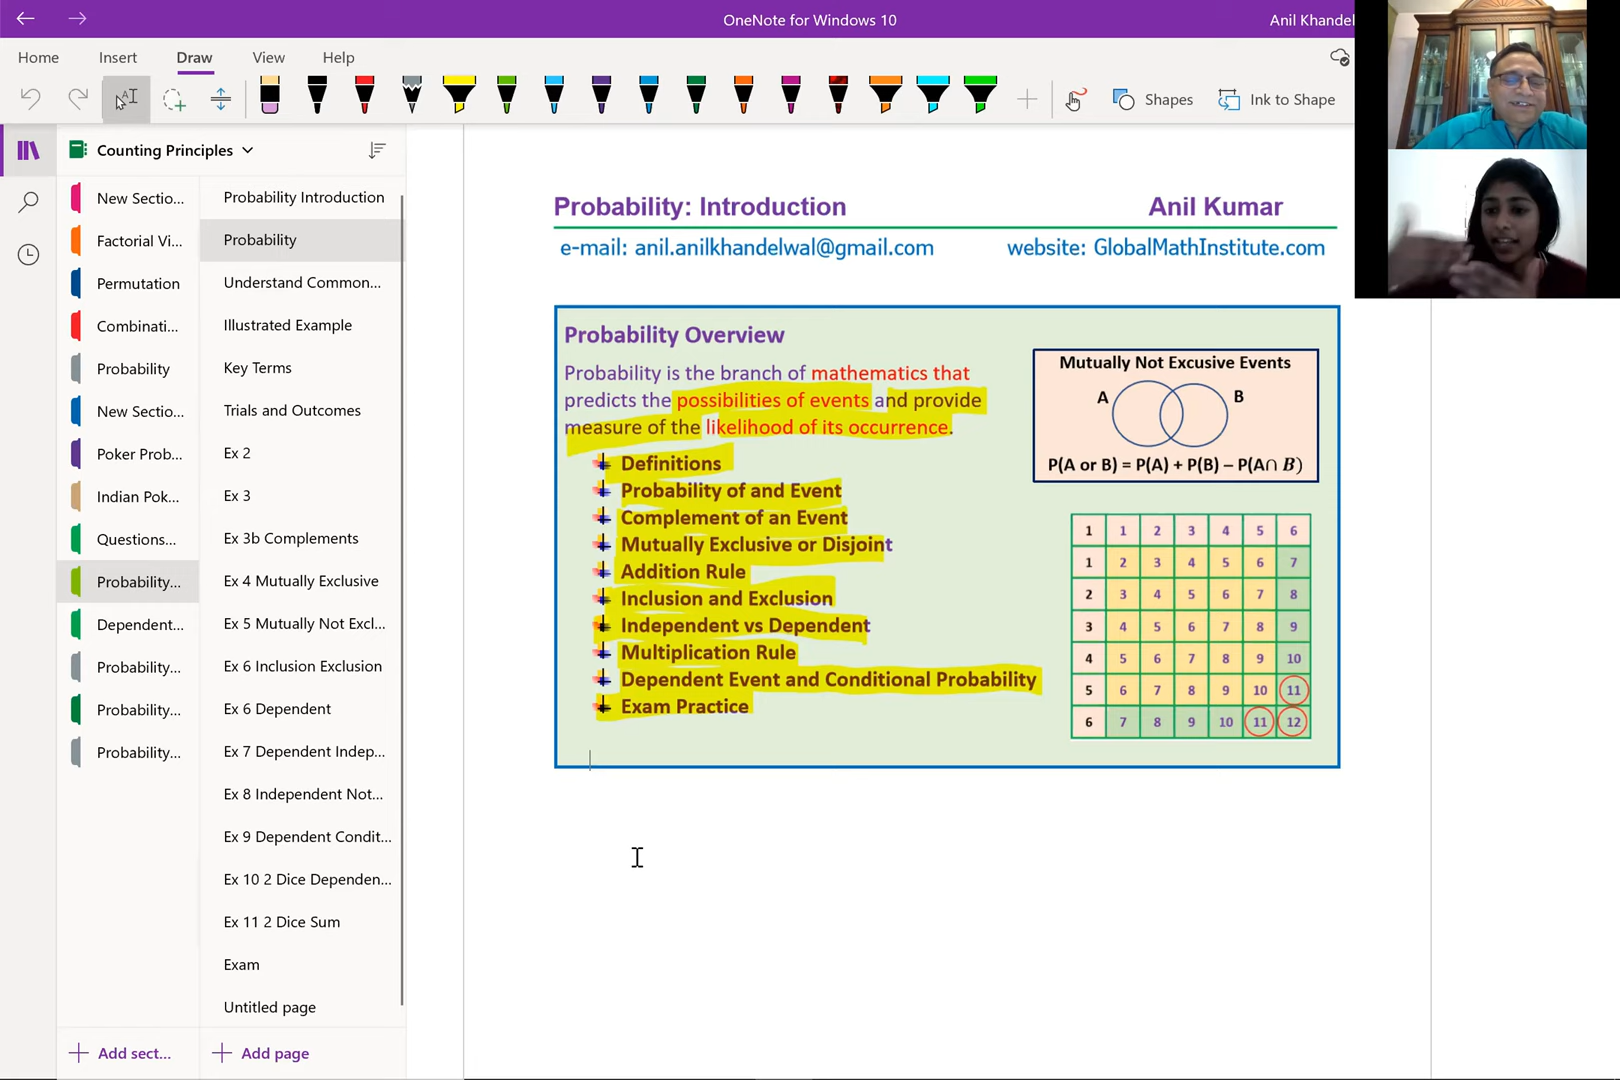 OneNote for Windows 10
Anil Khandel
Home Insert Draw View Help
Shapes Ink to Shape
Counting Principles
New Sectio...
Factorial Vi...
Permutation
Combinati...
Probability
New Sectio...
Poker Prob...
Indian Pok...
Questions...
Probability...
Dependent...
Probability...
Probability...
Probability...
Add sect...
Probability Introduction
Probability
Understand Common...
Illustrated Example
Key Terms
Trials and Outcomes
Ex 2
Ex 3
Ex 3b Complements
Ex 4 Mutually Exclusive
Ex 5 Mutually Not Excl...
Ex 6 Inclusion Exclusion
Ex 6 Dependent
Ex 7 Dependent Indep...
Ex 8 Independent Not...
Ex 9 Dependent Condit...
Ex 10 2 Dice Dependen...
Ex 11 2 Dice Sum
Exam
Untitled page
Add page
Probability: Introduction Anil Kumar
e-mail: anil.anilkhandelwal@gmail.com website: GlobalMathInstitute.com
Probability Overview
Probability is the branch of mathematics that
predicts the possibilities of events and provide
measure of the likelihood of its occurrence.
Definitions
Probability of and Event
Complement of an Event
Mutually Exclusive or Disjoint
Addition Rule
Inclusion and Exclusion
Independent vs Dependent
Multiplication Rule
Dependent Event and Conditional Probability
Exam Practice
Mutually Not Excusive Events
A B
P(A or B) = P(A) + P(B) – P(A∩ B)
1 1 2 3 4 5 6
1 2 3 4 5 6 7
2 3 4 5 6 7 8
3 4 5 6 7 8 9
4 5 6 7 8 9 10
5 6 7 8 9 10 11
6 7 8 9 10 11 12